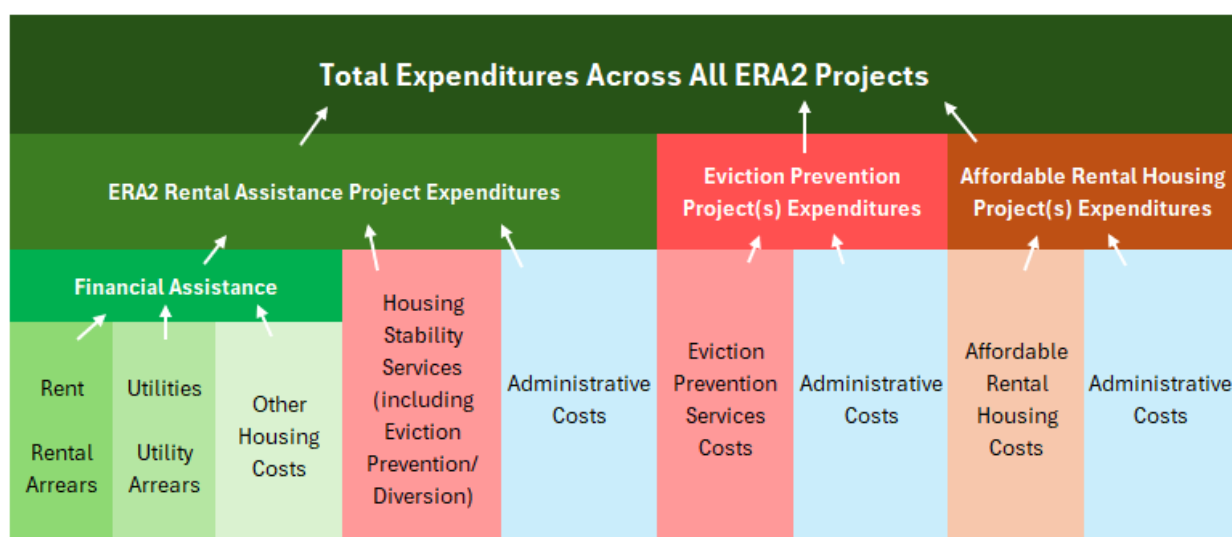 Total Expenditures Across All ERA2 Projects
ERA2 Rental Assistance Project Expenditures
Eviction Prevention
Project(s) Expenditures
Affordable Rental Housing
Project(s) Expenditures
Financial Assistance
Rent
Rental
Arrears
Utilities
Utility
Arrears
Other
Housing
Costs
Housing
Stability
Services
(including
Eviction
Prevention/
Diversion)
Administrative
Costs
Eviction
Prevention
Services
Costs
Administrative
Costs
Affordable
Rental
Housing
Costs
Administrative
Costs